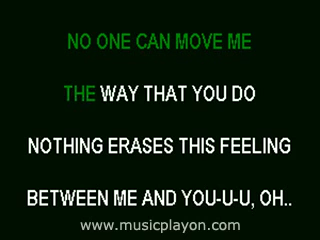 NO ONE CAN MOVE ME
THE WAY THAT YOU DO
NOTHING ERASES THIS FEELING
BETWEEN ME AND YOU-U-U, OH..
www.musicplayon.com